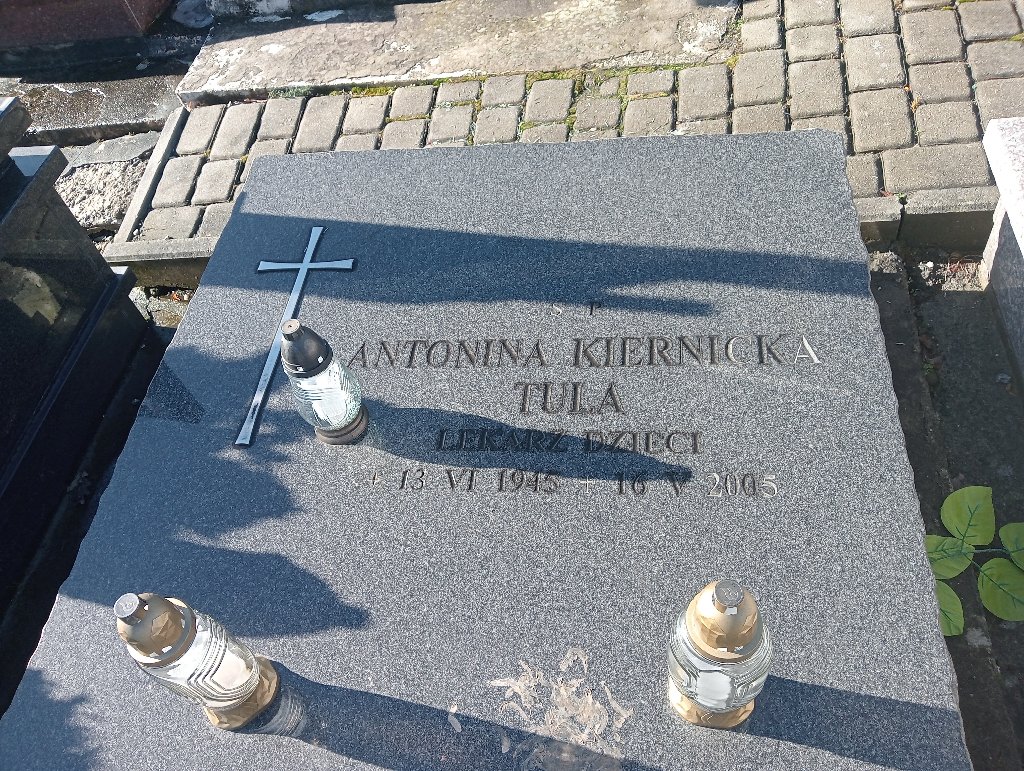 Ś P
ANTONINA KIERNICKA
TULA
LEKARZ DZIECI
* 13 VI 1945 + 16 V 2005